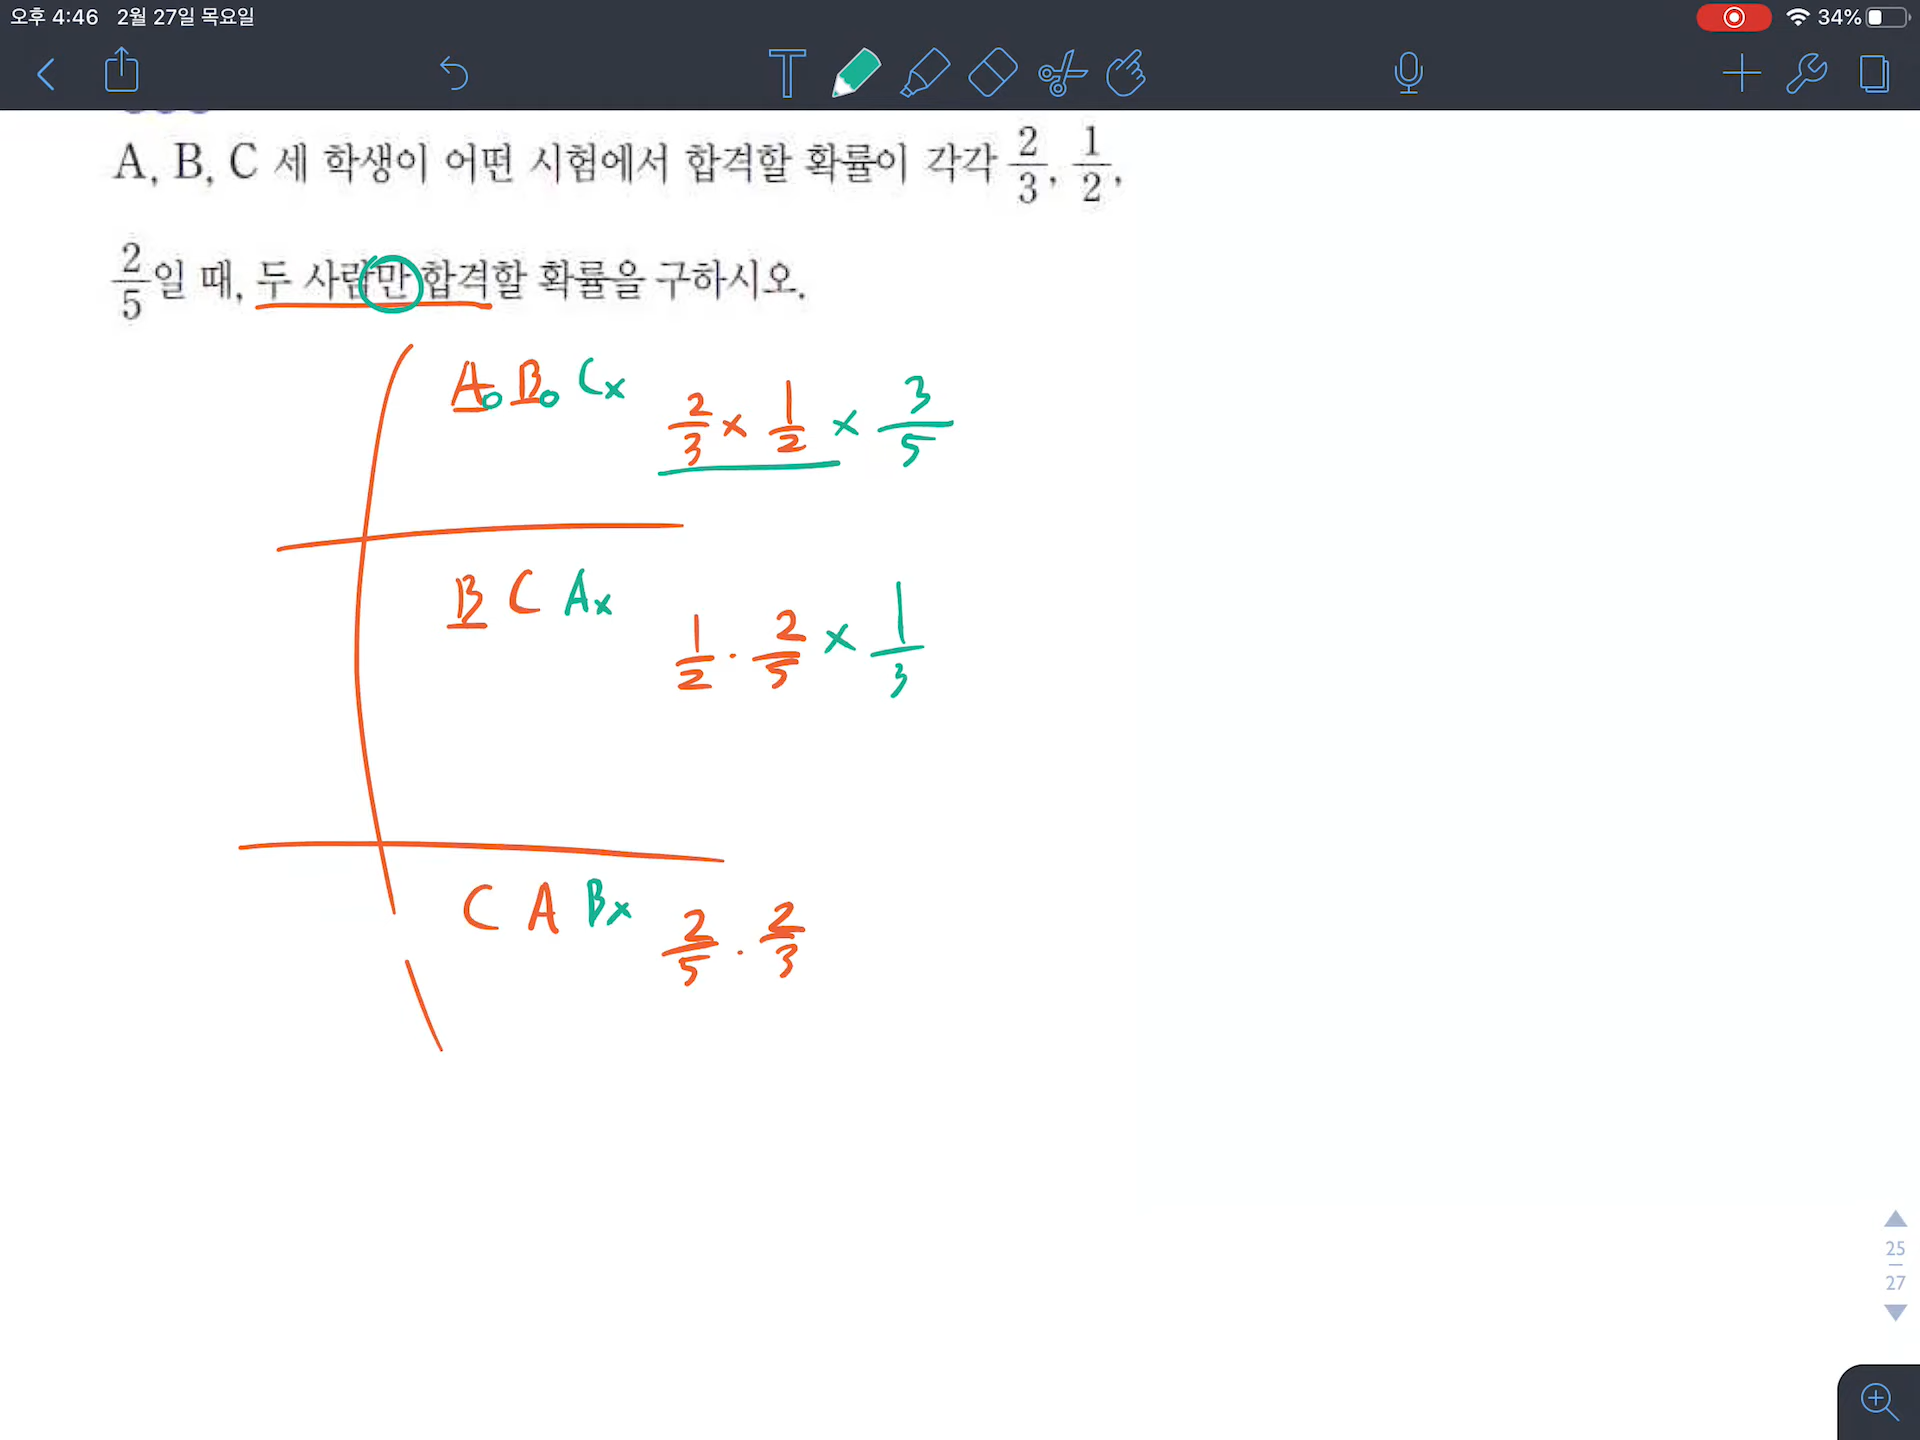 오후 4:46 2월 27일 목요일 34%
A, B, C 세 학생이 어떤 시험에서 합격할 확률이 각각 2/3, 1/2,
2/5일 때, 두 사람만 합격할 확률을 구하시오.
A○ B○ C× 2/3 × 1/2 × 3/5
B C A× 1/2 · 2/5 × 1/3
C A B× 2/5 · 2/3
25
27